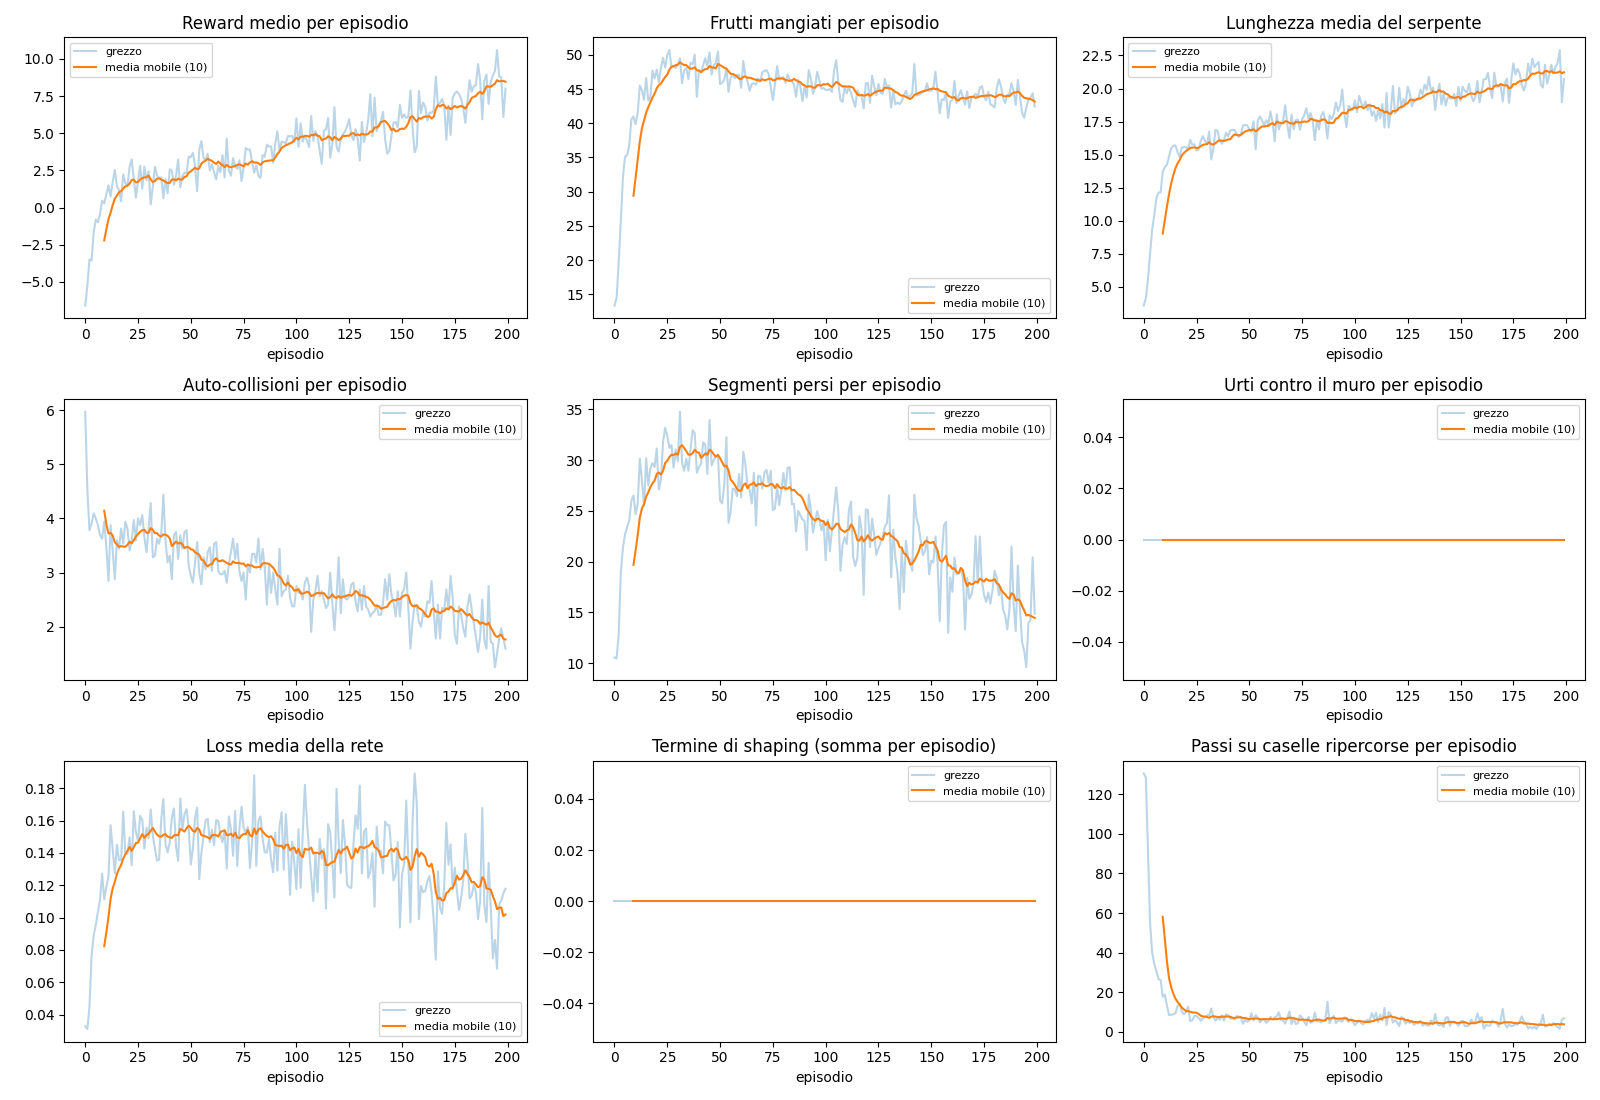 Reward medio per episodio
grezzo
media mobile (10)
10.0
7.5
5.0
2.5
0.0
−2.5
−5.0
0 25 50 75 100 125 150 175 200
episodio
Frutti mangiati per episodio
50
45
40
35
30
25
20
15
grezzo
media mobile (10)
0 25 50 75 100 125 150 175 200
episodio
Lunghezza media del serpente
grezzo
media mobile (10)
22.5
20.0
17.5
15.0
12.5
10.0
7.5
5.0
0 25 50 75 100 125 150 175 200
episodio
Auto-collisioni per episodio
grezzo
media mobile (10)
6
5
4
3
2
0 25 50 75 100 125 150 175 200
episodio
Segmenti persi per episodio
grezzo
media mobile (10)
35
30
25
20
15
10
0 25 50 75 100 125 150 175 200
episodio
Urti contro il muro per episodio
grezzo
media mobile (10)
0.04
0.02
0.00
−0.02
−0.04
0 25 50 75 100 125 150 175 200
episodio
Loss media della rete
0.18
0.16
0.14
0.12
0.10
0.08
0.06
0.04
grezzo
media mobile (10)
0 25 50 75 100 125 150 175 200
episodio
Termine di shaping (somma per episodio)
grezzo
media mobile (10)
0.04
0.02
0.00
−0.02
−0.04
0 25 50 75 100 125 150 175 200
episodio
Passi su caselle ripercorse per episodio
grezzo
media mobile (10)
120
100
80
60
40
20
0
0 25 50 75 100 125 150 175 200
episodio